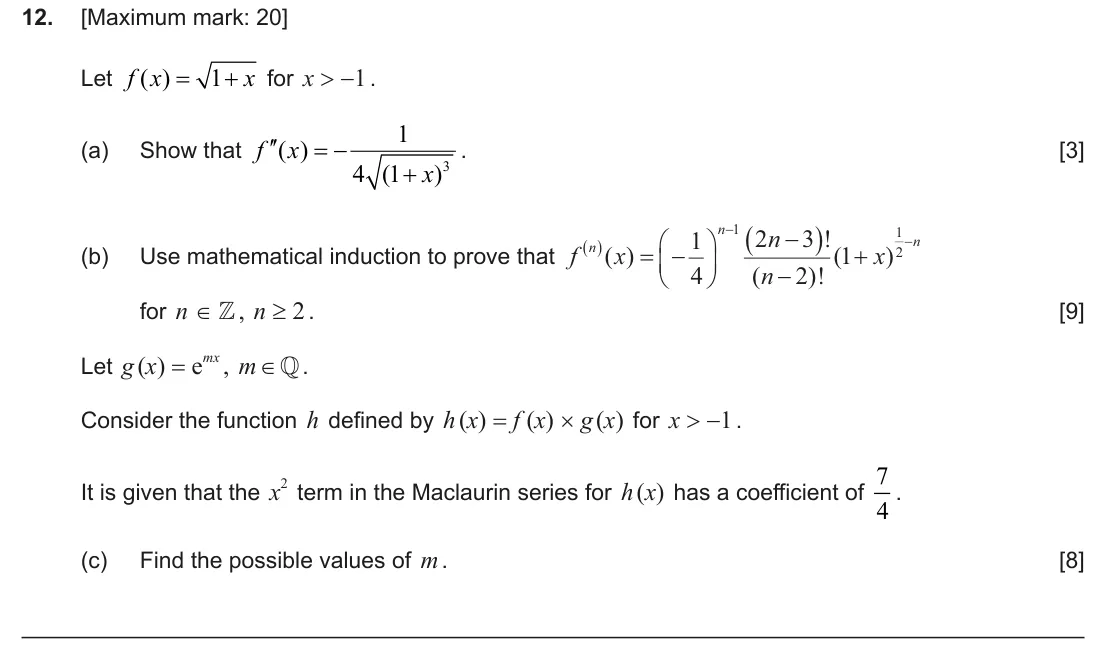 12. [Maximum mark: 20]
Let f(x) = √(1 + x) for x > −1 .
(a) Show that f″(x) = − 1 / (4√((1 + x)³)) . [3]
(b) Use mathematical induction to prove that f⁽ⁿ⁾(x) = (− 1/4)ⁿ⁻¹ (2n − 3)! / (n − 2)! (1 + x)^(1/2 − n)
for n ∈ ℤ, n ≥ 2 . [9]
Let g(x) = e^(mx) , m ∈ ℚ .
Consider the function h defined by h(x) = f(x) × g(x) for x > −1 .
It is given that the x² term in the Maclaurin series for h(x) has a coefficient of 7/4 .
(c) Find the possible values of m . [8]